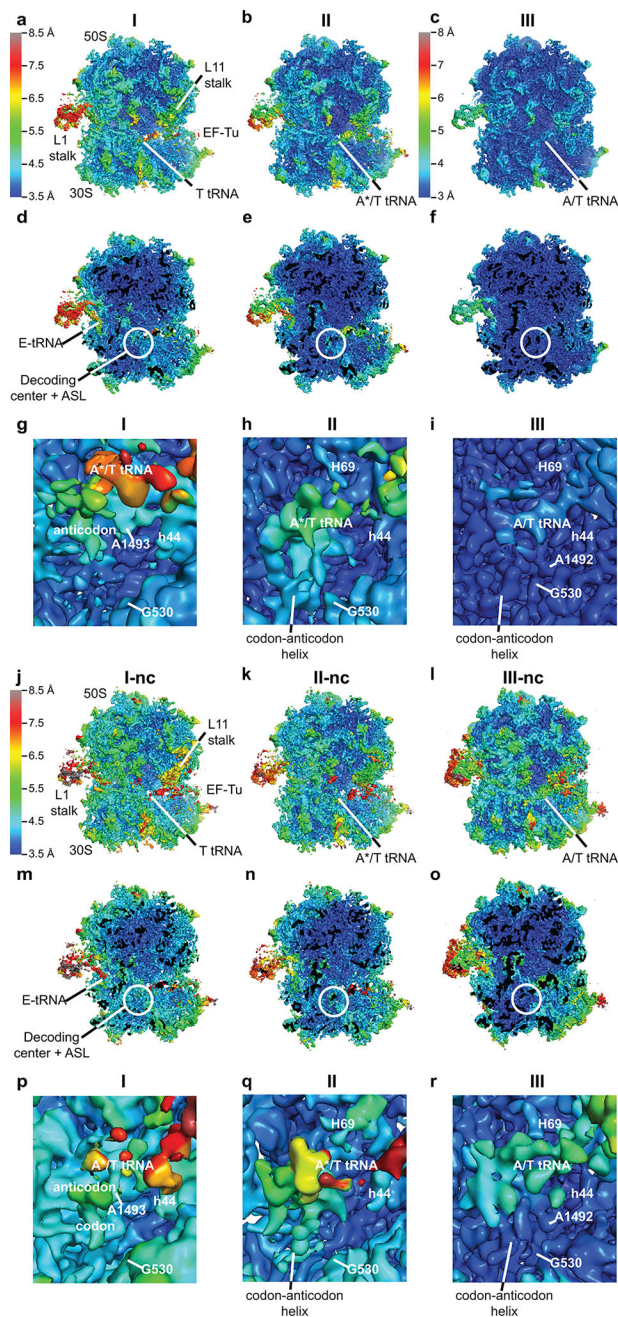 a
I
b
II
c
III
8.5 Å
7.5
6.5
5.5
4.5
3.5 Å
50S
L11
stalk
EF-Tu
L1
stalk
30S
T tRNA
A*/T tRNA
8 Å
7
6
5
4
3 Å
A/T tRNA
d
e
f
E-tRNA
Decoding
center + ASL
g
I
h
II
i
III
A*/T tRNA
anticodon
A1493
h44
G530
H69
A*/T tRNA
h44
G530
codon-anticodon
helix
H69
A/T tRNA
h44
A1492
G530
codon-anticodon
helix
j
I-nc
k
II-nc
l
III-nc
8.5 Å
7.5
6.5
5.5
4.5
3.5 Å
50S
L11
stalk
EF-Tu
L1
stalk
30S
T tRNA
A*/T tRNA
A/T tRNA
m
n
o
E-tRNA
Decoding
center + ASL
p
I
q
II
r
III
A*/T tRNA
anticodon
h44
A1493
codon
G530
H69
A*/T tRNA
h44
G530
codon-anticodon
helix
H69
A/T tRNA
h44
A1492
G530
codon-anticodon
helix